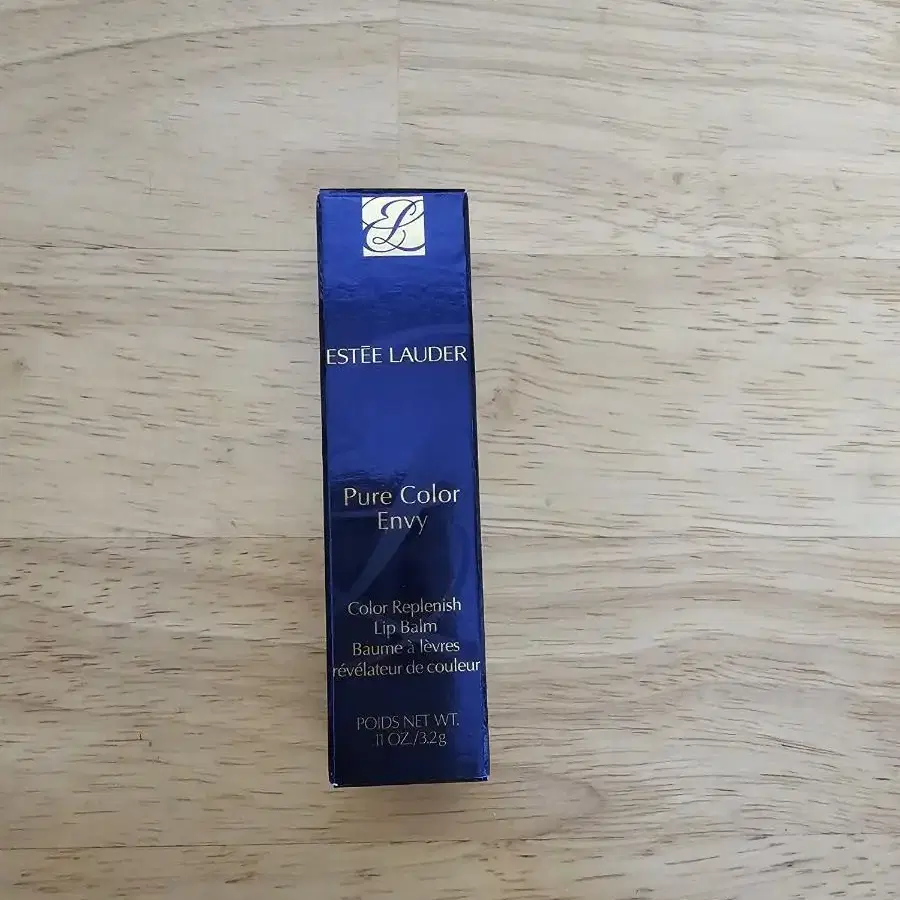 EL
ESTĒE LAUDER
Pure Color
Envy
Color Replenish
Lip Balm
Baume à lèvres
révélateur de couleur
POIDS NET WT.
.11 OZ./3.2g